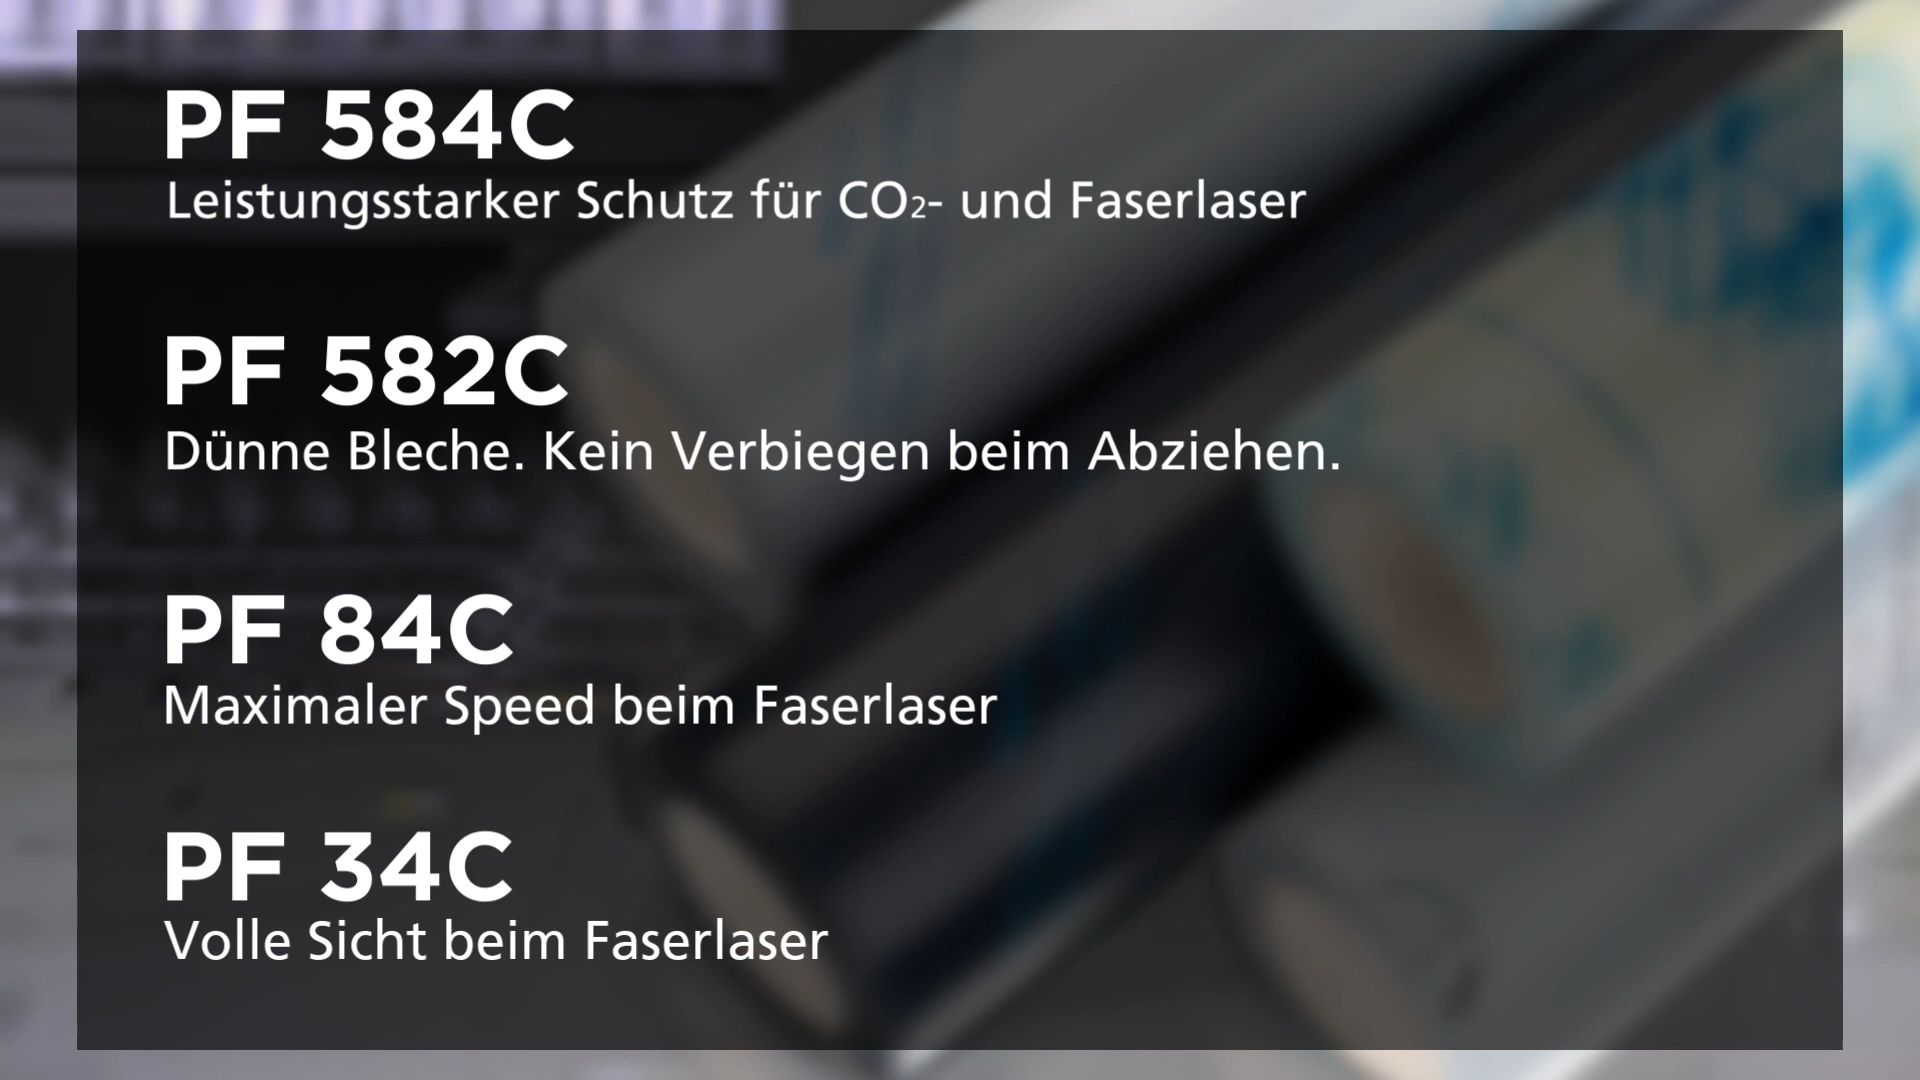 PF 584C
Leistungsstarker Schutz für CO₂- und Faserlaser
PF 582C
Dünne Bleche. Kein Verbiegen beim Abziehen.
PF 84C
Maximaler Speed beim Faserlaser
PF 34C
Volle Sicht beim Faserlaser